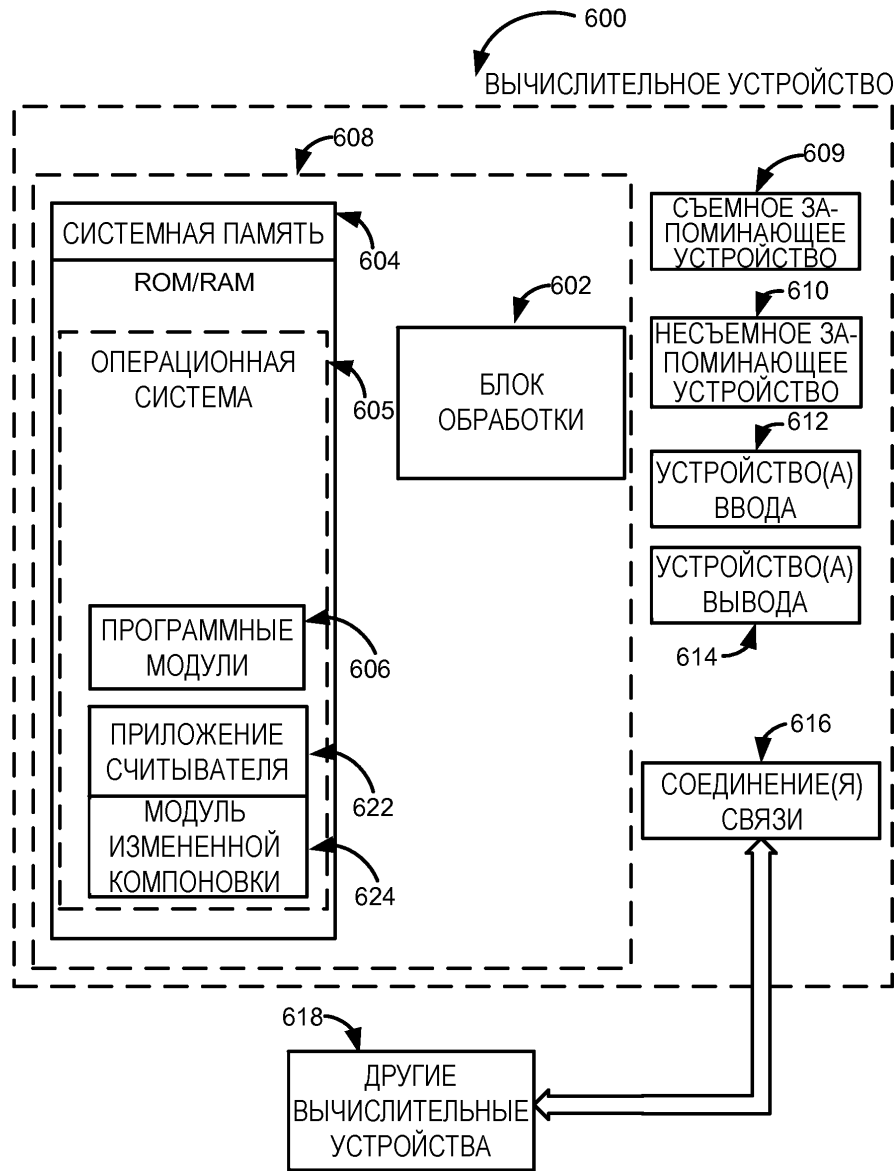 600
ВЫЧИСЛИТЕЛЬНОЕ УСТРОЙСТВО
608
СИСТЕМНАЯ ПАМЯТЬ
604
ROM/RAM
ОПЕРАЦИОННАЯ
СИСТЕМА
605
602
БЛОК
ОБРАБОТКИ
ПРОГРАММНЫЕ
МОДУЛИ
606
ПРИЛОЖЕНИЕ
СЧИТЫВАТЕЛЯ
622
МОДУЛЬ
ИЗМЕНЕННОЙ
КОМПОНОВКИ
624
609
СЪЕМНОЕ ЗА-
ПОМИНАЮЩЕЕ
УСТРОЙСТВО
610
НЕСЪЕМНОЕ ЗА-
ПОМИНАЮЩЕЕ
УСТРОЙСТВО
612
УСТРОЙСТВО(А)
ВВОДА
УСТРОЙСТВО(А)
ВЫВОДА
614
616
СОЕДИНЕНИЕ(Я)
СВЯЗИ
618
ДРУГИЕ
ВЫЧИСЛИТЕЛЬНЫЕ
УСТРОЙСТВА